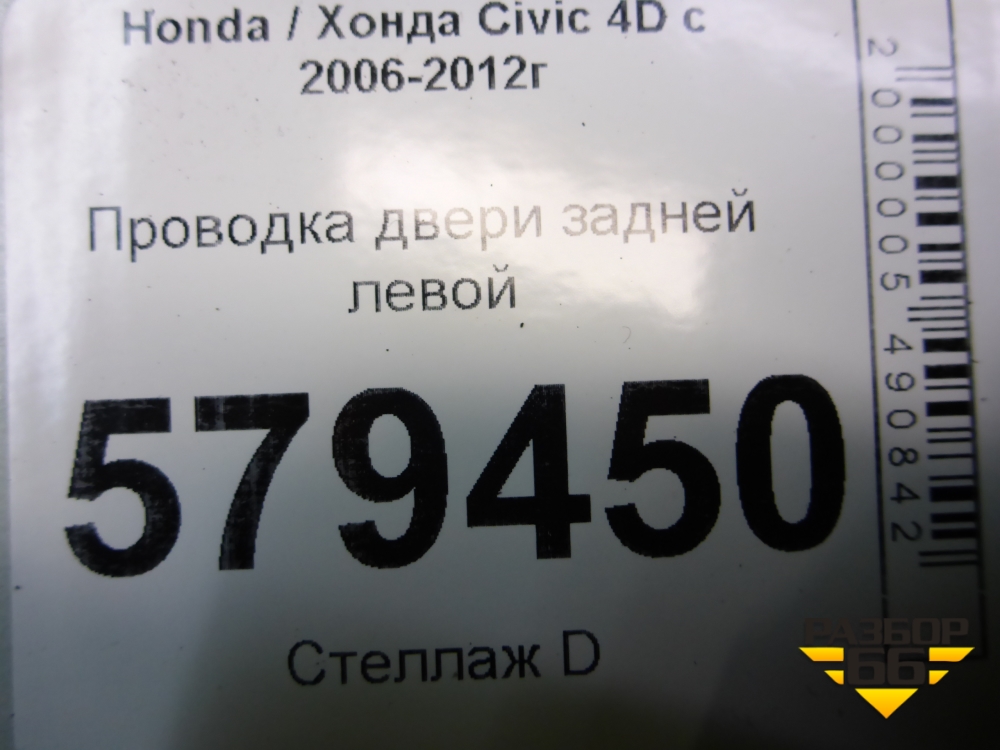 Honda / Хонда Civic 4D с
2006-2012г
Проводка двери задней
левой
579450
Стеллаж D
2000005490842
РАЗБОР
66